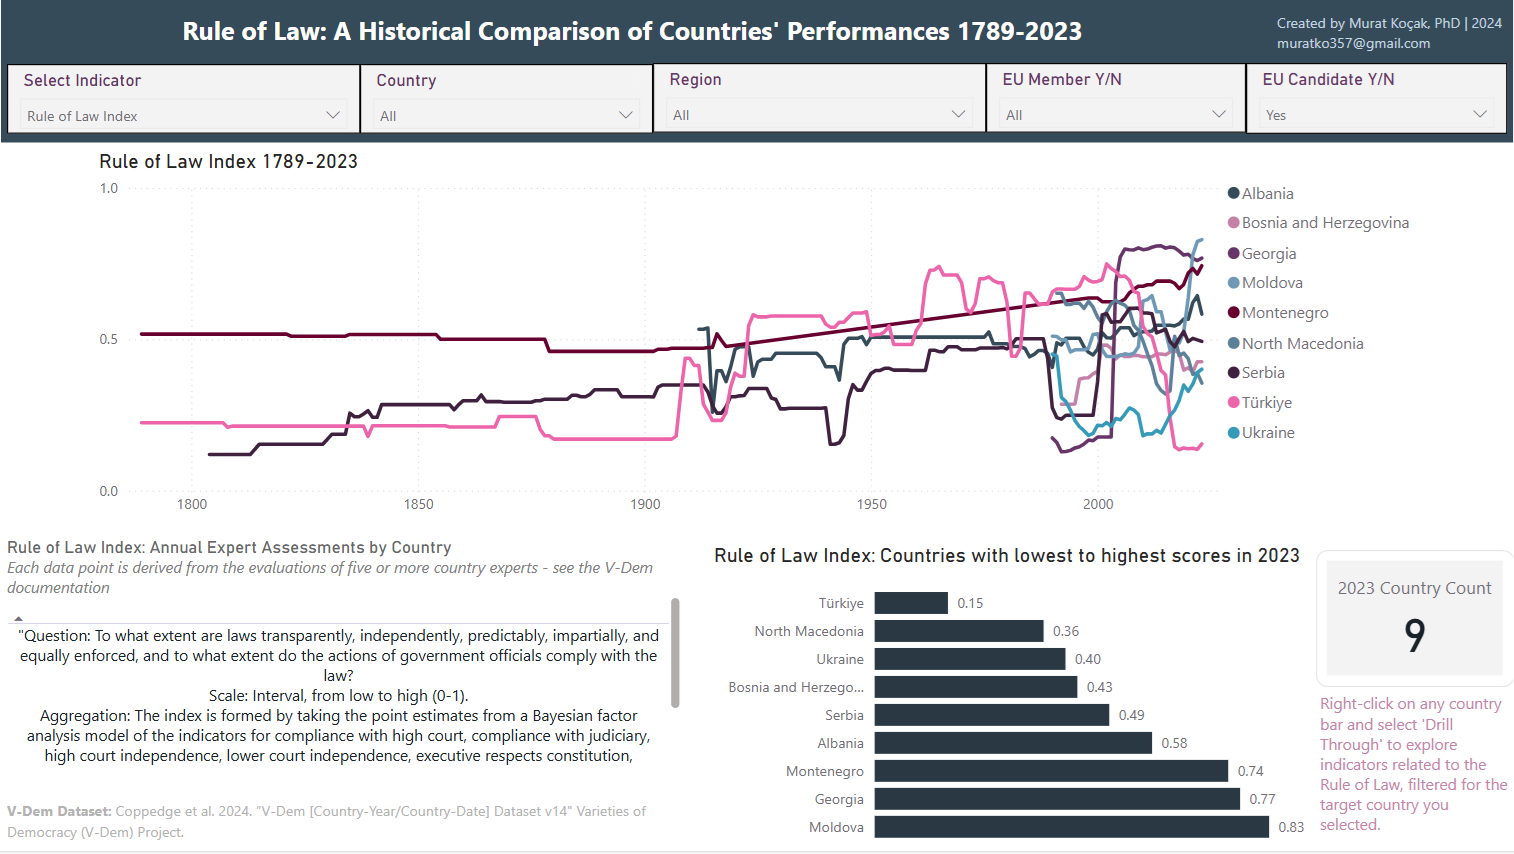 Rule of Law: A Historical Comparison of Countries' Performances 1789-2023
Created by Murat Koçak, PhD | 2024
muratko357@gmail.com
Select Indicator
Rule of Law Index
Country
All
Region
All
EU Member Y/N
All
EU Candidate Y/N
Yes
Rule of Law Index 1789-2023
1.0
0.5
0.0
1800
1850
1900
1950
2000
Albania
Bosnia and Herzegovina
Georgia
Moldova
Montenegro
North Macedonia
Serbia
Türkiye
Ukraine
Rule of Law Index: Annual Expert Assessments by Country
Each data point is derived from the evaluations of five or more country experts - see the V-Dem
documentation
"Question: To what extent are laws transparently, independently, predictably, impartially, and
equally enforced, and to what extent do the actions of government officials comply with the
law?
Scale: Interval, from low to high (0-1).
Aggregation: The index is formed by taking the point estimates from a Bayesian factor
analysis model of the indicators for compliance with high court, compliance with judiciary,
high court independence, lower court independence, executive respects constitution,
V-Dem Dataset: Coppedge et al. 2024. "V-Dem [Country-Year/Country-Date] Dataset v14" Varieties of
Democracy (V-Dem) Project.
Rule of Law Index: Countries with lowest to highest scores in 2023
Türkiye 0.15
North Macedonia 0.36
Ukraine 0.40
Bosnia and Herzego... 0.43
Serbia 0.49
Albania 0.58
Montenegro 0.74
Georgia 0.77
Moldova 0.83
2023 Country Count
9
Right-click on any country
bar and select 'Drill
Through' to explore
indicators related to the
Rule of Law, filtered for the
target country you
selected.